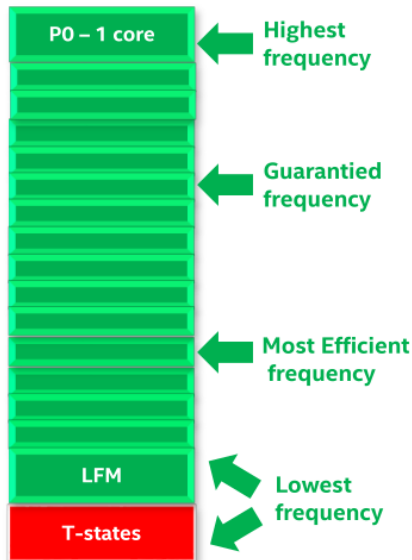 P0 – 1 core
Highest
frequency
Guarantied
frequency
Most Efficient
frequency
LFM
Lowest
frequency
T-states